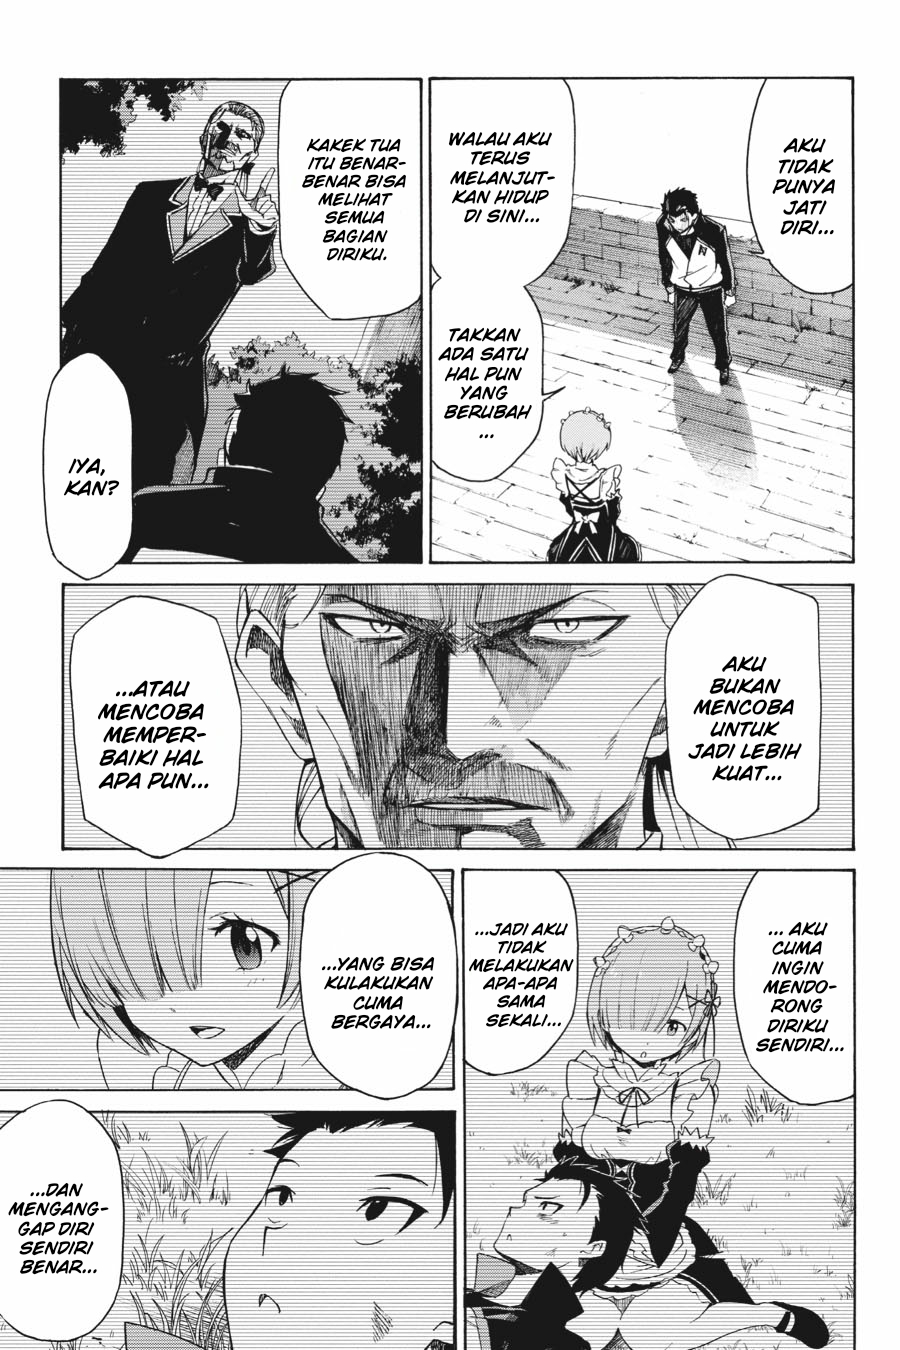 AKU
TIDAK
PUNYA
JATI
DIRI...
WALAU AKU
TERUS
MELANJUT-
KAN HIDUP
DI SINI...
TAKKAN
ADA SATU
HAL PUN
YANG
BERUBAH
...
KAKEK TUA
ITU BENAR-
BENAR BISA
MELIHAT
SEMUA
BAGIAN
DIRIKU.
IYA,
KAN?
AKU
BUKAN
MENCOBA
UNTUK
JADI LEBIH
KUAT...
...ATAU
MENCOBA
MEMPER-
BAIKI HAL
APA PUN...
... AKU
CUMA
INGIN
MENDO-
RONG
DIRIKU
SENDIRI...
...JADI AKU
TIDAK
MELAKUKAN
APA-APA
SAMA
SEKALI...
...YANG BISA
KULAKUKAN
CUMA
BERGAYA...
...DAN
MENGANG-
GAP DIRI
SENDIRI
BENAR...